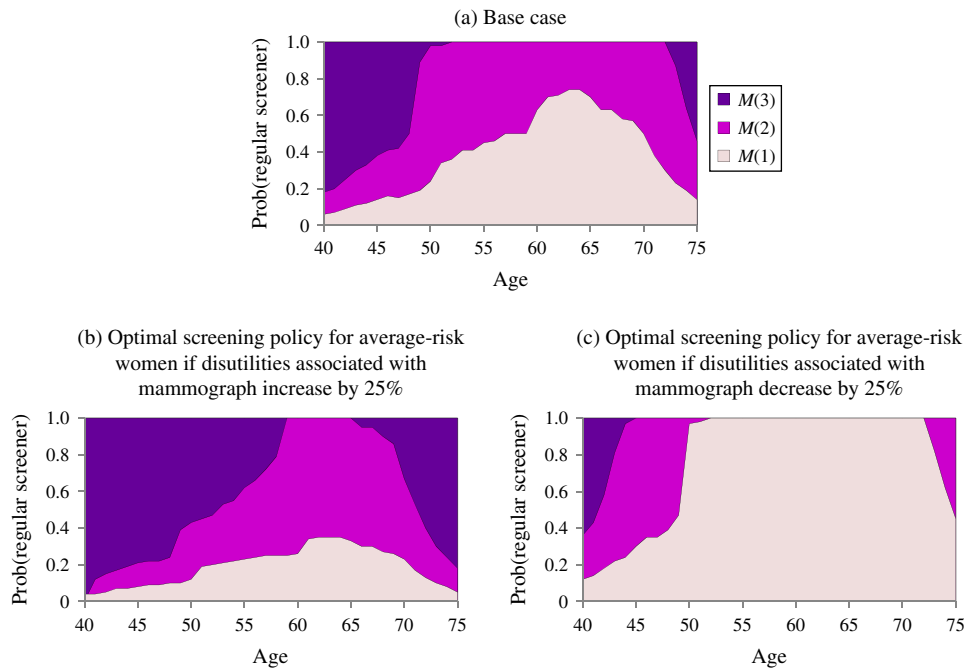 (a) Base case
Prob(regular screener)
1.0
0.8
0.6
0.4
0.2
0
40 45 50 55 60 65 70 75
Age
M(3)
M(2)
M(1)
(b) Optimal screening policy for average-risk
women if disutilities associated with
mammograph increase by 25%
Prob(regular screener)
1.0
0.8
0.6
0.4
0.2
0
40 45 50 55 60 65 70 75
Age
(c) Optimal screening policy for average-risk
women if disutilities associated with
mammograph decrease by 25%
Prob(regular screener)
1.0
0.8
0.6
0.4
0.2
0
40 45 50 55 60 65 70 75
Age